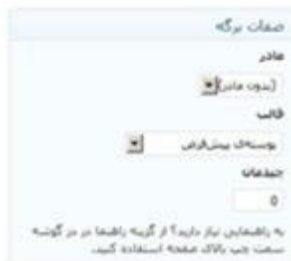 صفات برگه
مادر
(بدون مادر)
قالب
پوسته‌ی پیش‌فرض
چیدمان
0
به راهنمایی نیاز دارید؟ از گزینه راهنما در در گوشه
سمت چپ بالای صفحه استفاده کنید.